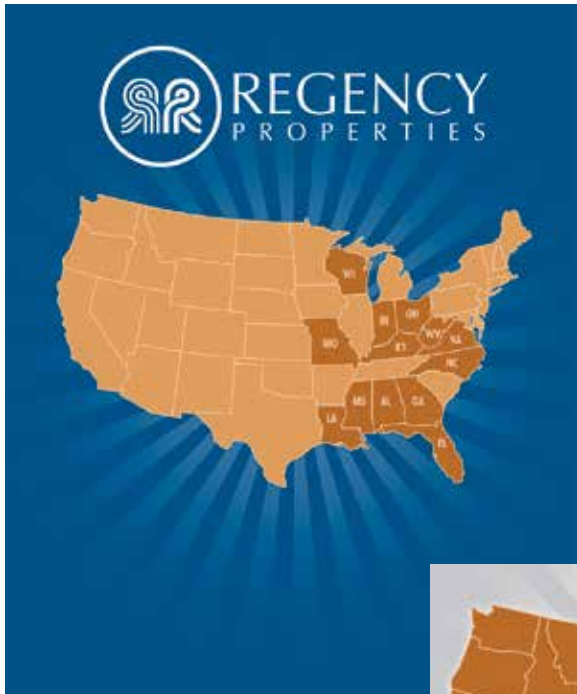 REGENCY
PROPERTIES
WI
IN
OH
WV
VA
MO
KY
NC
MS
AL
GA
LA
FL